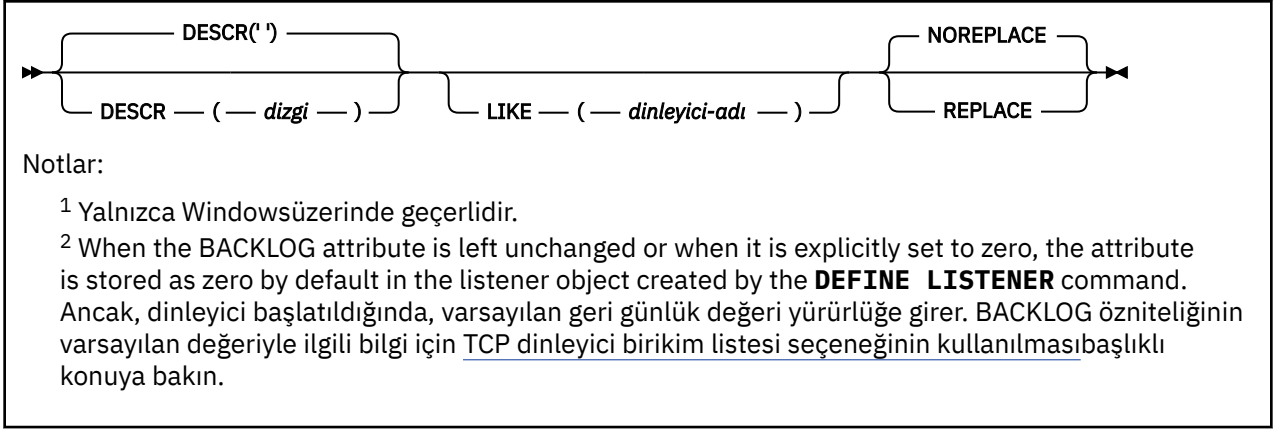 DESCR(' ') NOREPLACE
DESCR ( dizgi ) LIKE ( dinleyici-adı ) REPLACE
Notlar:
1 Yalnızca Windowsüzerinde geçerlidir.
2 When the BACKLOG attribute is left unchanged or when it is explicitly set to zero, the attribute
is stored as zero by default in the listener object created by the DEFINE LISTENER command.
Ancak, dinleyici başlatıldığında, varsayılan geri günlük değeri yürürlüğe girer. BACKLOG özniteliğinin
varsayılan değeriyle ilgili bilgi için TCP dinleyici birikim listesi seçeneğinin kullanılmasıbaşlıklı
konuya bakın.